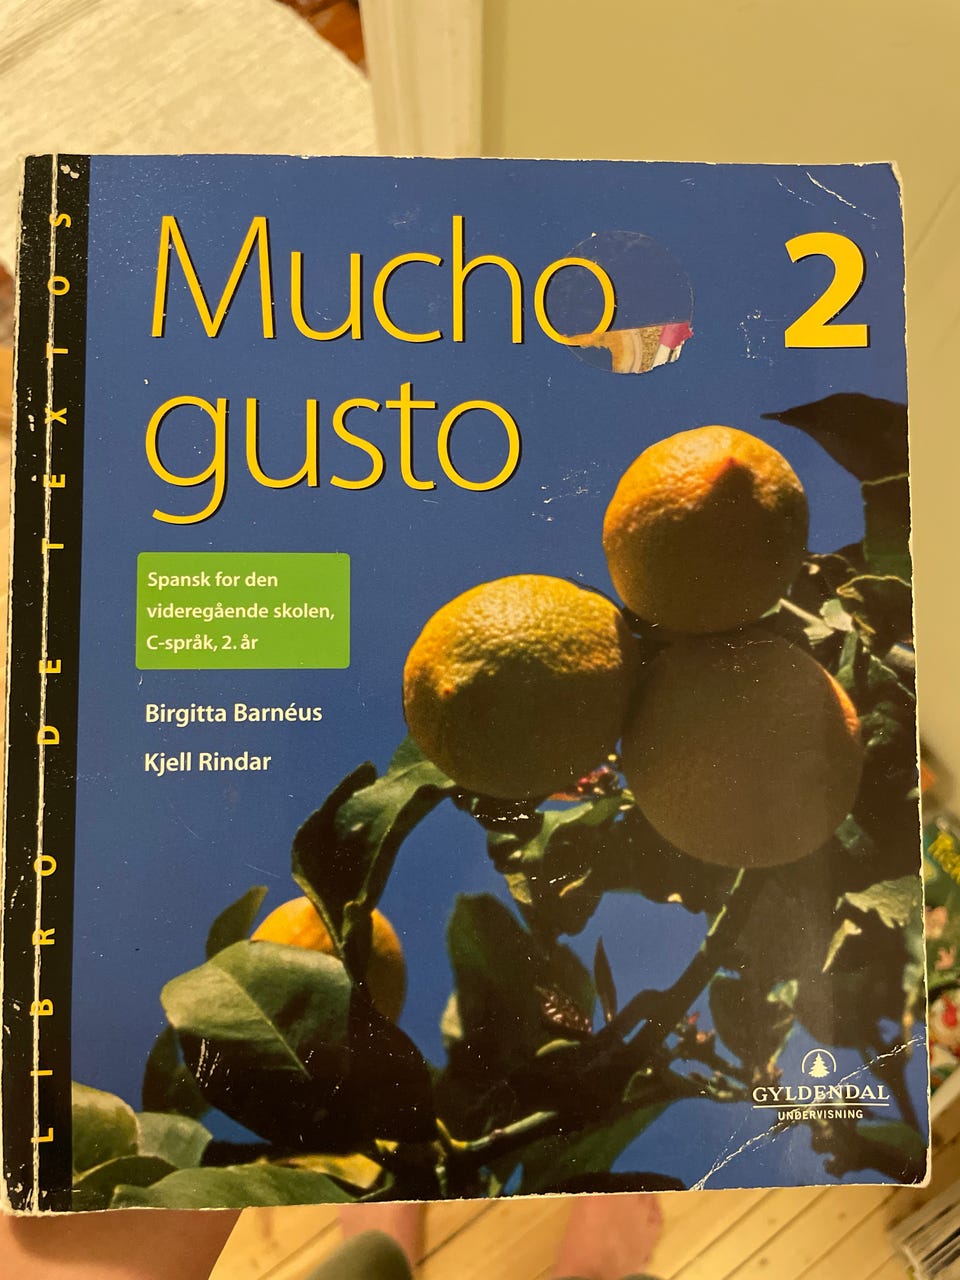 Mucho
gusto
2
Spansk for den
videregående skolen,
C-språk, 2. år
Birgitta Barnéus
Kjell Rindar
LIBRO DE TEXTOS
GYLDENDAL
UNDERVISNING